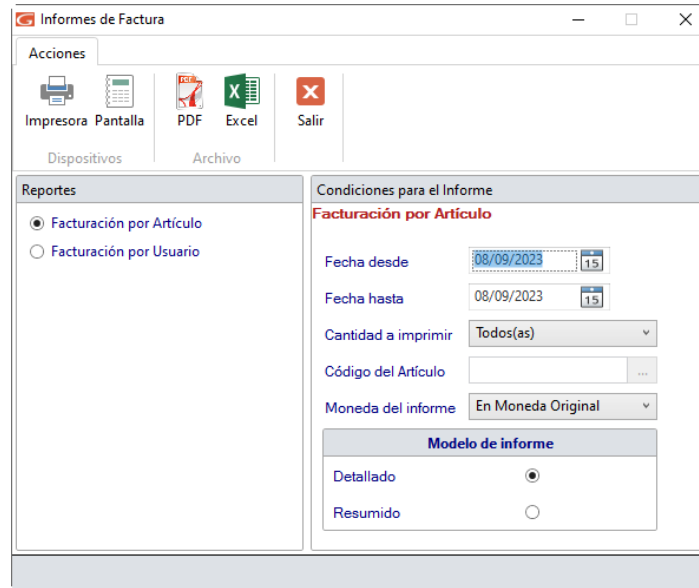 Informes de Factura
Acciones
Impresora Pantalla PDF Excel Salir
Dispositivos Archivo
Reportes
Facturación por Artículo
Facturación por Usuario
Condiciones para el Informe
Facturación por Artículo
Fecha desde 08/09/2023 15
Fecha hasta 08/09/2023 15
Cantidad a imprimir Todos(as)
Código del Artículo ...
Moneda del informe En Moneda Original
Modelo de informe
Detallado
Resumido